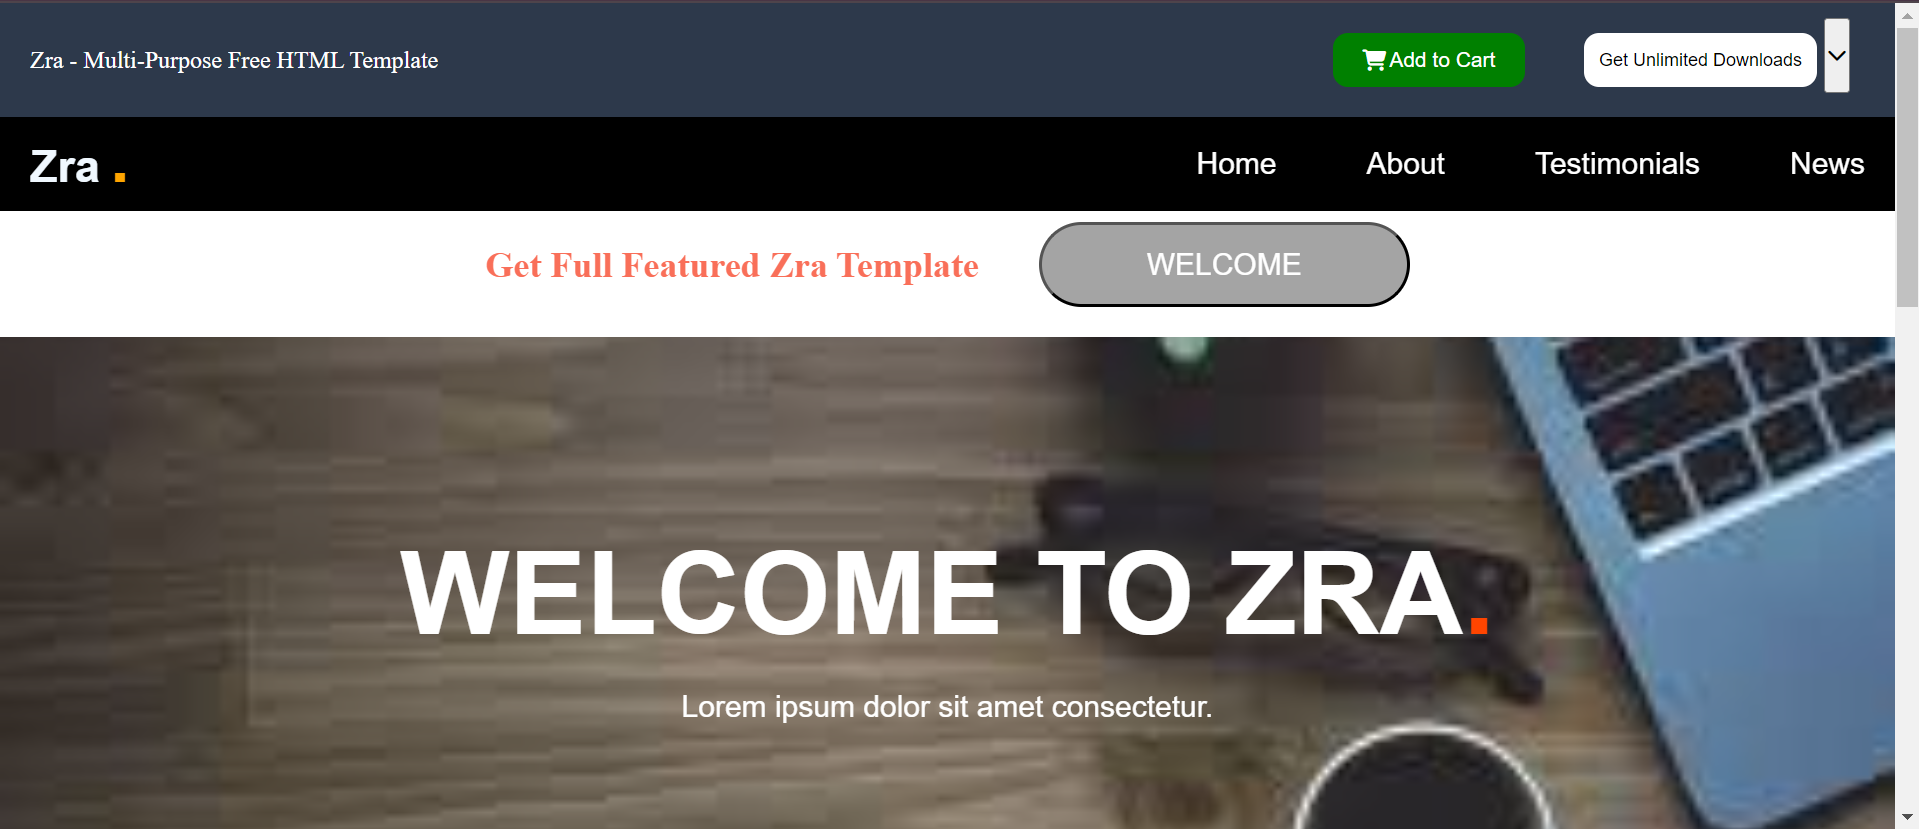 Zra - Multi-Purpose Free HTML Template
Add to Cart
Get Unlimited Downloads
Zra .
Home About Testimonials News
Get Full Featured Zra Template
WELCOME
WELCOME TO ZRA.
Lorem ipsum dolor sit amet consectetur.